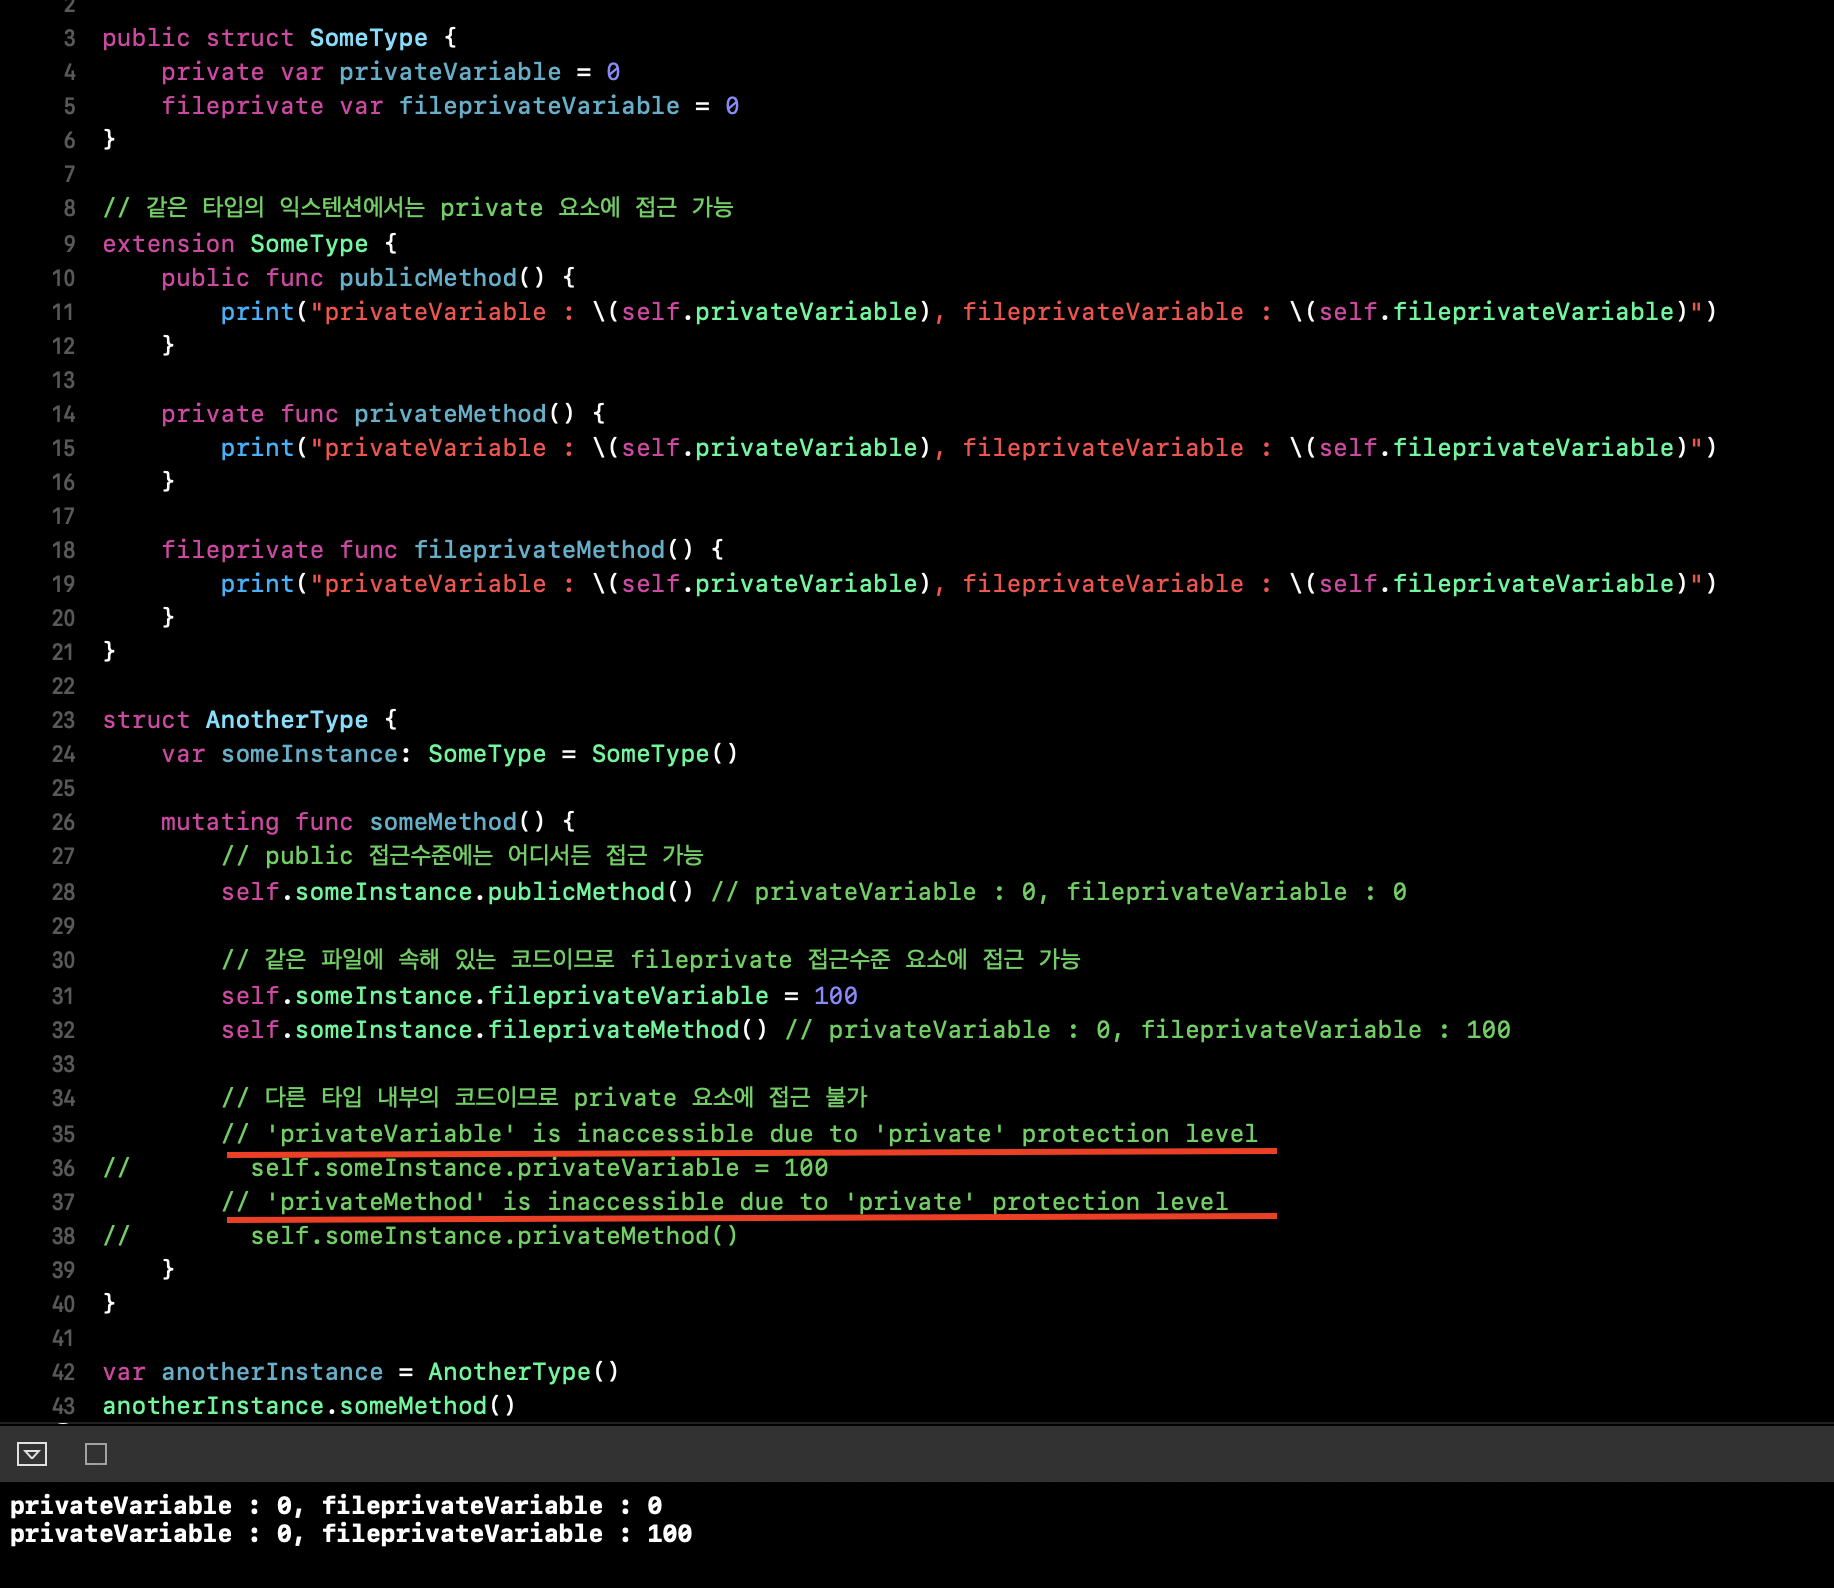 2
3 public struct SomeType {
4 private var privateVariable = 0
5 fileprivate var fileprivateVariable = 0
6 }
7
8 // 같은 타입의 익스텐션에서는 private 요소에 접근 가능
9 extension SomeType {
10 public func publicMethod() {
11 print("privateVariable : \(self.privateVariable), fileprivateVariable : \(self.fileprivateVariable)")
12 }
13
14 private func privateMethod() {
15 print("privateVariable : \(self.privateVariable), fileprivateVariable : \(self.fileprivateVariable)")
16 }
17
18 fileprivate func fileprivateMethod() {
19 print("privateVariable : \(self.privateVariable), fileprivateVariable : \(self.fileprivateVariable)")
20 }
21 }
22
23 struct AnotherType {
24 var someInstance: SomeType = SomeType()
25
26 mutating func someMethod() {
27 // public 접근수준에는 어디서든 접근 가능
28 self.someInstance.publicMethod() // privateVariable : 0, fileprivateVariable : 0
29
30 // 같은 파일에 속해 있는 코드이므로 fileprivate 접근수준 요소에 접근 가능
31 self.someInstance.fileprivateVariable = 100
32 self.someInstance.fileprivateMethod() // privateVariable : 0, fileprivateVariable : 100
33
34 // 다른 타입 내부의 코드이므로 private 요소에 접근 불가
35 // 'privateVariable' is inaccessible due to 'private' protection level
36 // self.someInstance.privateVariable = 100
37 // 'privateMethod' is inaccessible due to 'private' protection level
38 // self.someInstance.privateMethod()
39 }
40 }
41
42 var anotherInstance = AnotherType()
43 anotherInstance.someMethod()
privateVariable : 0, fileprivateVariable : 0
privateVariable : 0, fileprivateVariable : 100